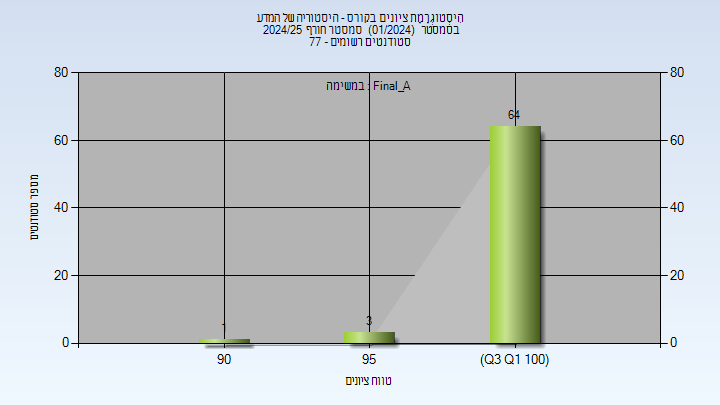 היסטוגרמת ציונים בקורס - היסטוריה של המדע
בסמסטר (01/2024) סמסטר חורף 2024/25
סטודנטים רשומים - 77
במשימה : Final_A
80
60
40
20
0
80
60
40
20
0
מספר סטודנטים
1
3
64
90
95
(Q3 Q1 100)
טווח ציונים